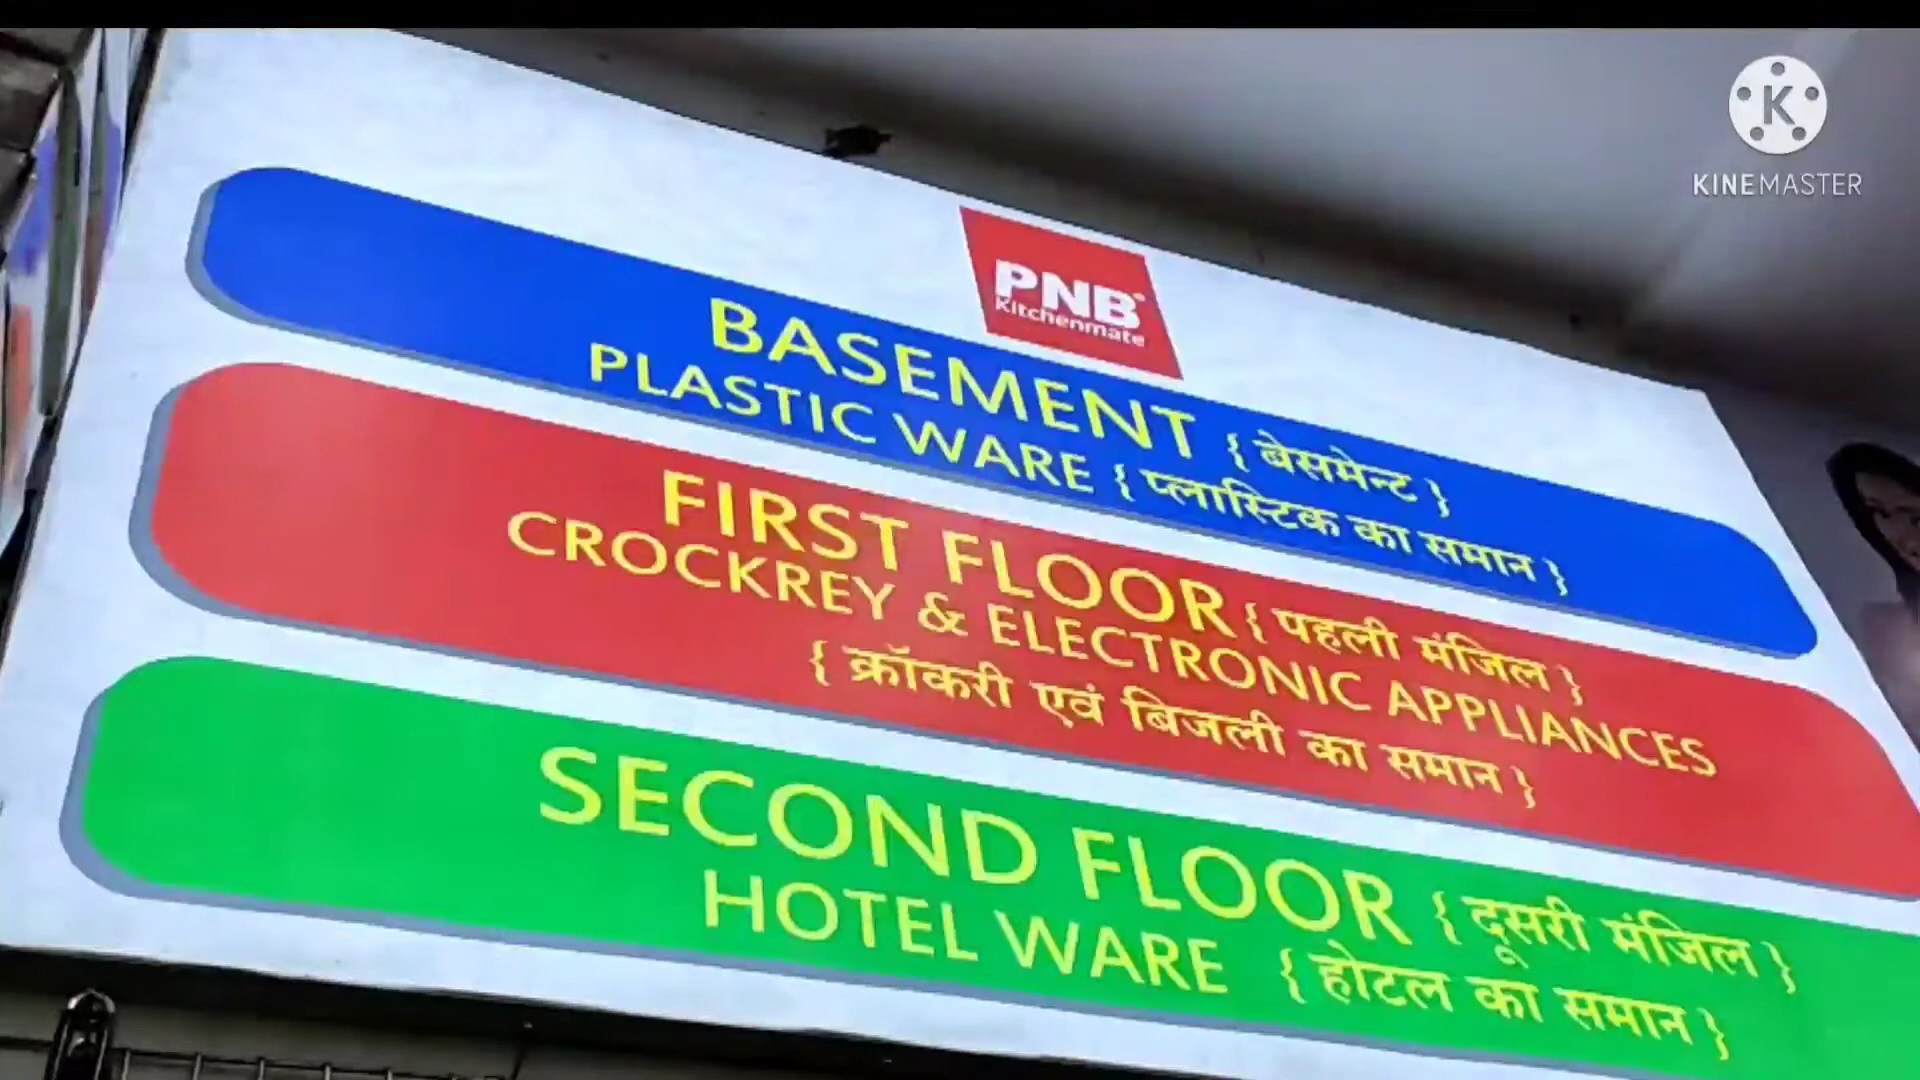 KINEMASTER
PNB
Kitchenmate
BASEMENT { बेसमेन्ट }
PLASTIC WARE { प्लास्टिक का समान }
FIRST FLOOR { पहली मंजिल }
CROCKREY & ELECTRONIC APPLIANCES
{ क्रॉकरी एवं बिजली का समान }
SECOND FLOOR { दूसरी मंजिल }
HOTEL WARE { होटल का समान }